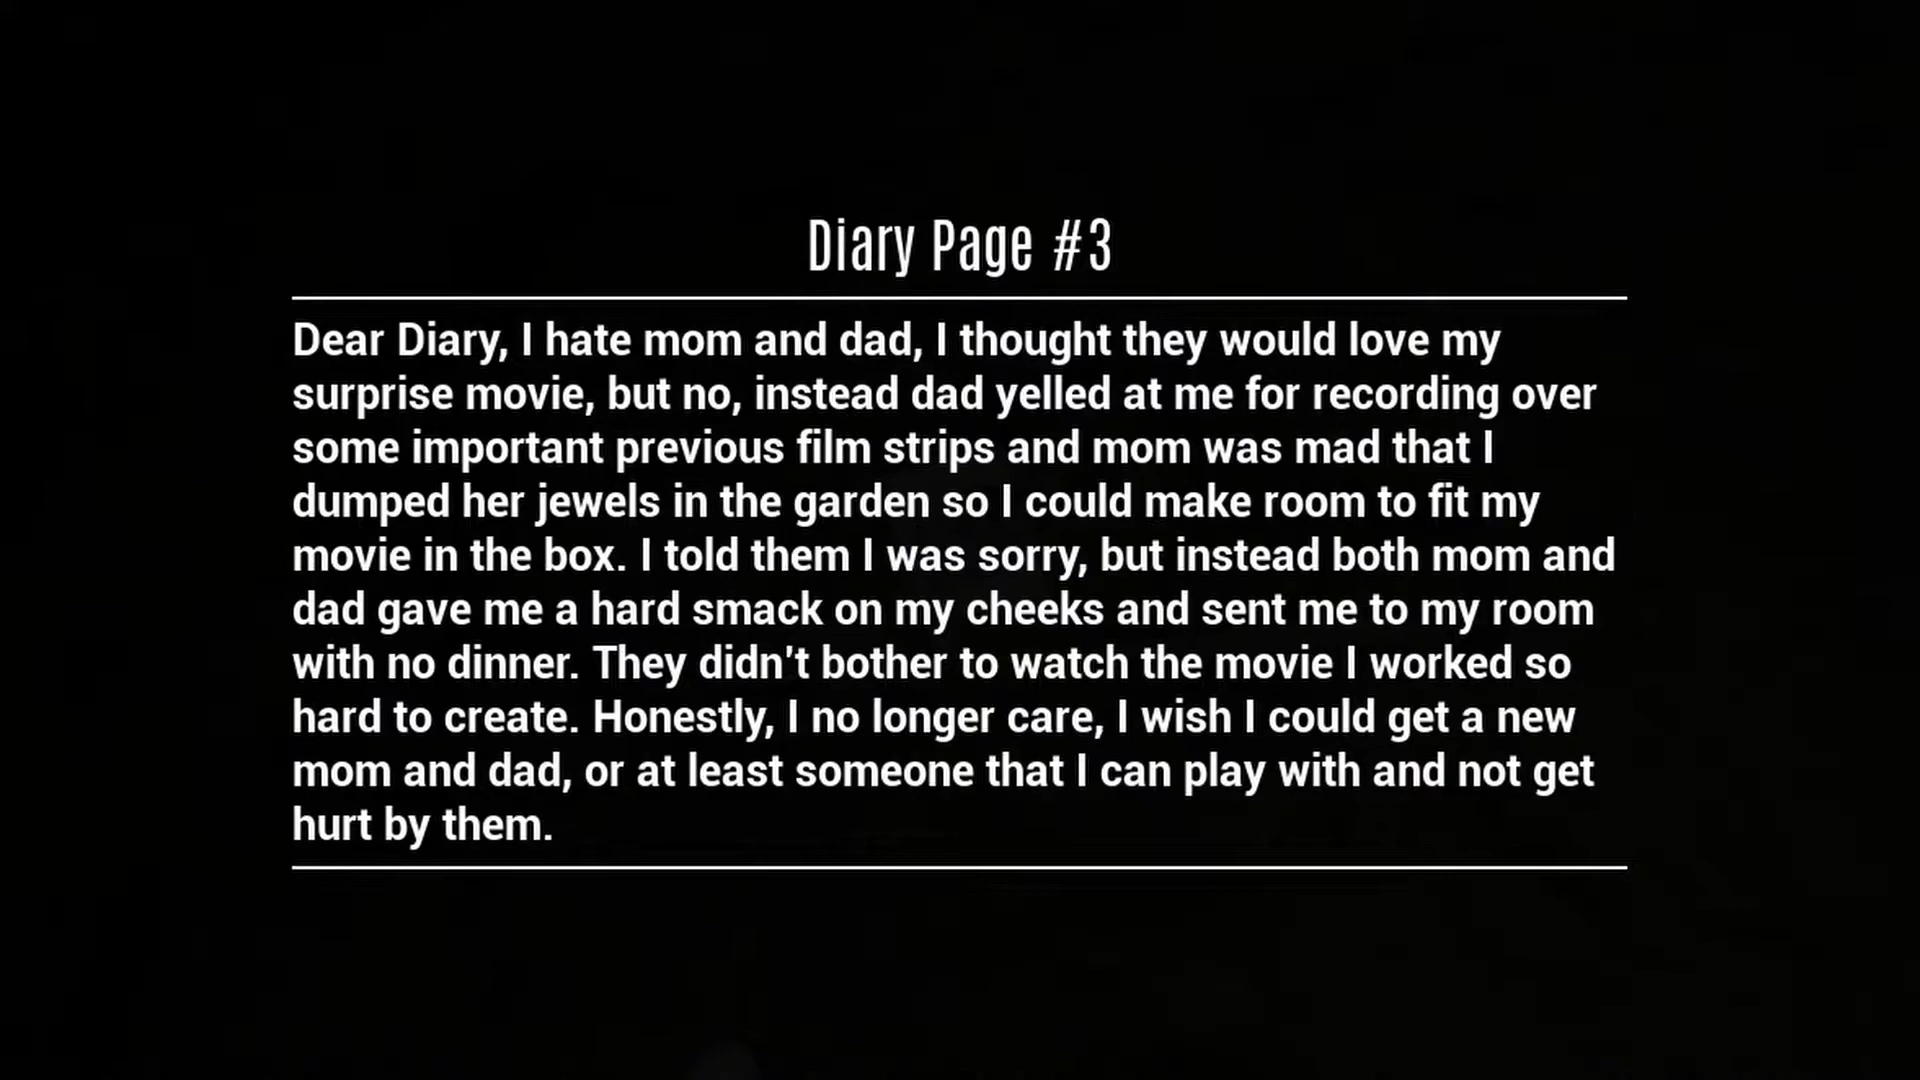 Diary Page #3
Dear Diary, I hate mom and dad, I thought they would love my
surprise movie, but no, instead dad yelled at me for recording over
some important previous film strips and mom was mad that I
dumped her jewels in the garden so I could make room to fit my
movie in the box. I told them I was sorry, but instead both mom and
dad gave me a hard smack on my cheeks and sent me to my room
with no dinner. They didn't bother to watch the movie I worked so
hard to create. Honestly, I no longer care, I wish I could get a new
mom and dad, or at least someone that I can play with and not get
hurt by them.